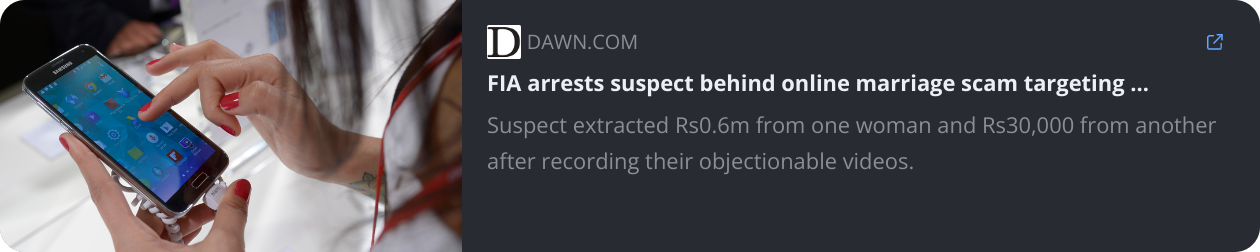 SAMSUNG
D DAWN.COM
FIA arrests suspect behind online marriage scam targeting ...
Suspect extracted Rs0.6m from one woman and Rs30,000 from another
after recording their objectionable videos.